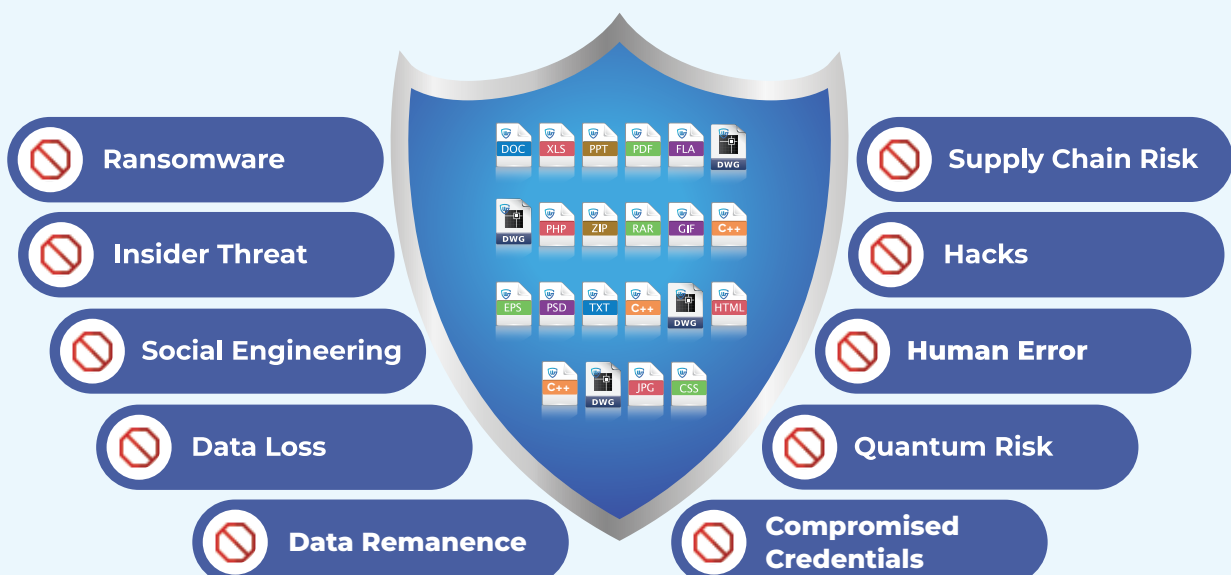 Ransomware
Insider Threat
Social Engineering
Data Loss
Data Remanence
DOC XLS PPT PDF FLA DWG
DWG PHP ZIP RAR GIF C++
EPS PSD TXT C++ DWG HTML
C++ DWG JPG CSS
Supply Chain Risk
Hacks
Human Error
Quantum Risk
Compromised
Credentials